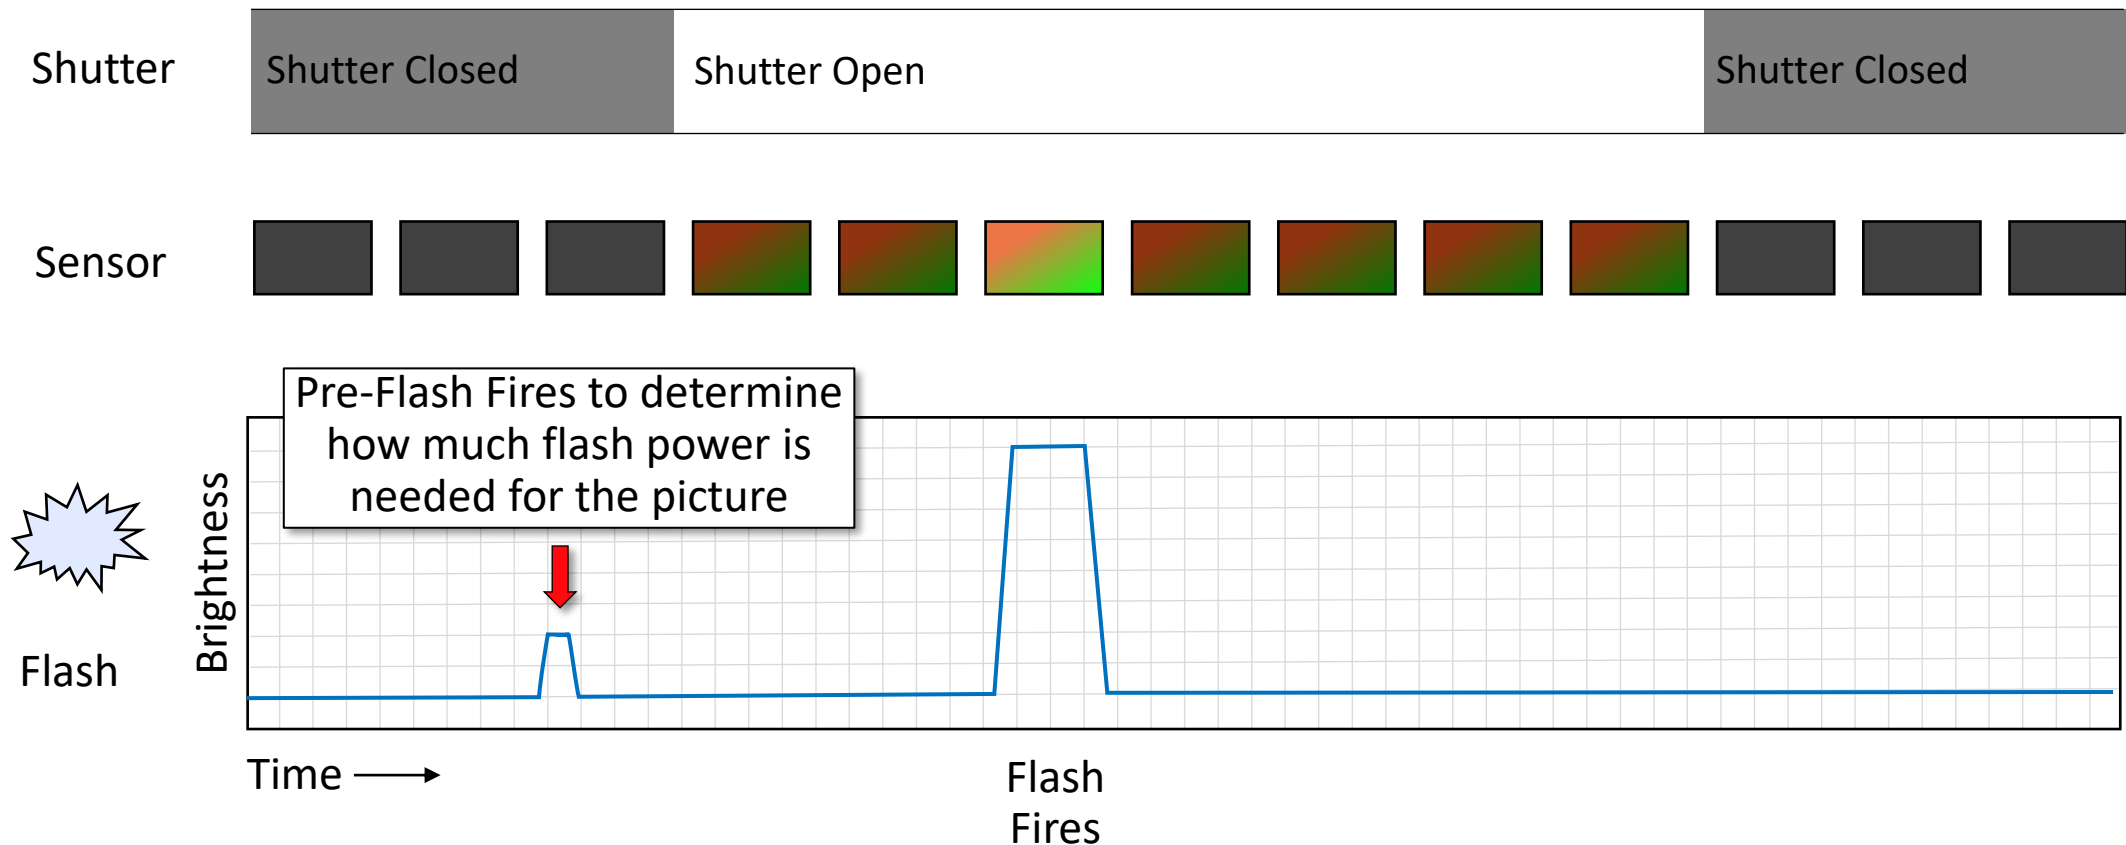 Shutter
Shutter Closed
Shutter Open
Shutter Closed
Sensor
Pre-Flash Fires to determine
how much flash power is
needed for the picture
Brightness
Flash
Time
Flash
Fires